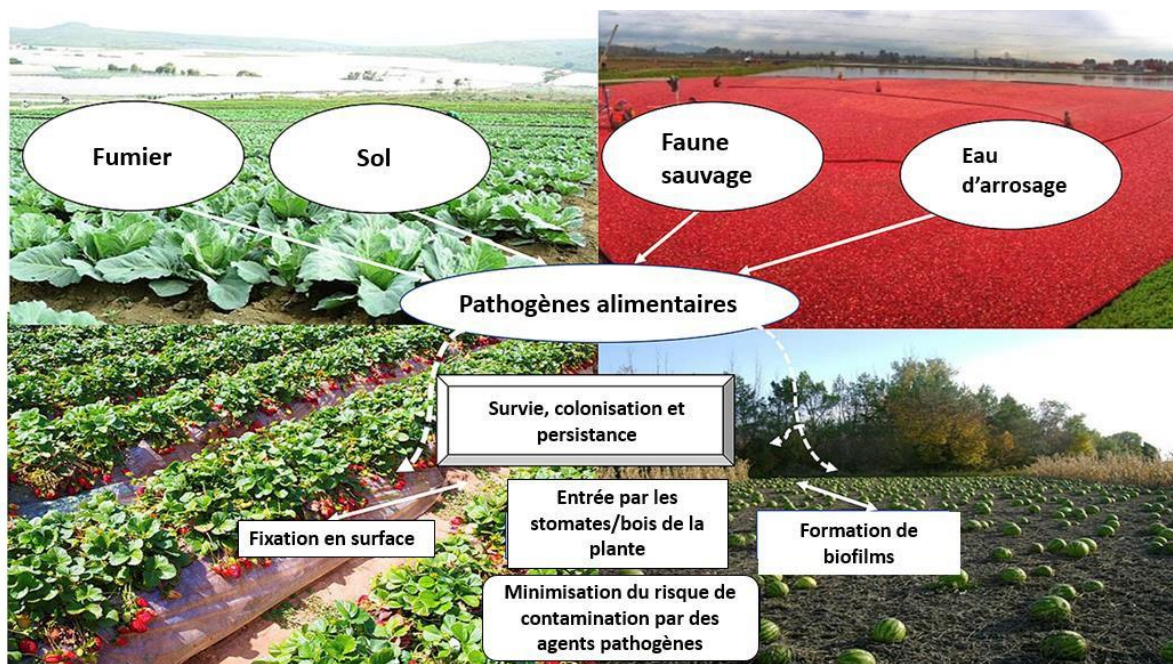 Fumier
Sol
Faune
sauvage
Eau
d’arrosage
Pathogènes alimentaires
Survie, colonisation et
persistance
Fixation en surface
Entrée par les
stomates/bois de la
plante
Formation de
biofilms
Minimisation du risque de
contamination par des
agents pathogènes